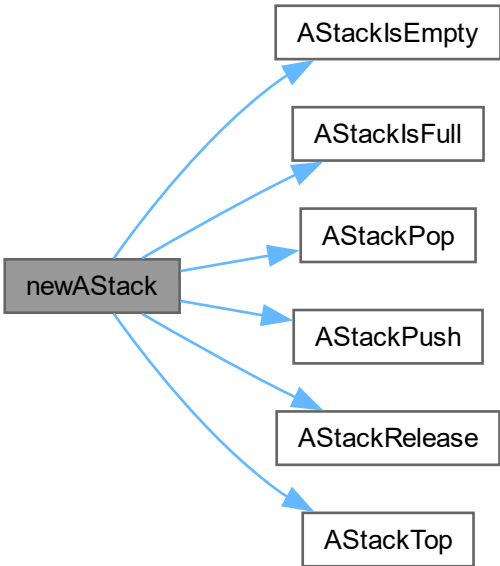 AStackIsEmpty
AStackIsFull
AStackPop
newAStack
AStackPush
AStackRelease
AStackTop